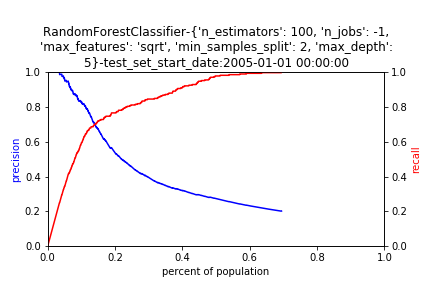 RandomForestClassifier-{'n_estimators': 100, 'n_jobs': -1,
'max_features': 'sqrt', 'min_samples_split': 2, 'max_depth':
5}-test_set_start_date:2005-01-01 00:00:00
1.0
0.8
0.6
0.4
0.2
0.0
precision
1.0
0.8
0.6
0.4
0.2
0.0
recall
0.0 0.2 0.4 0.6 0.8 1.0
percent of population